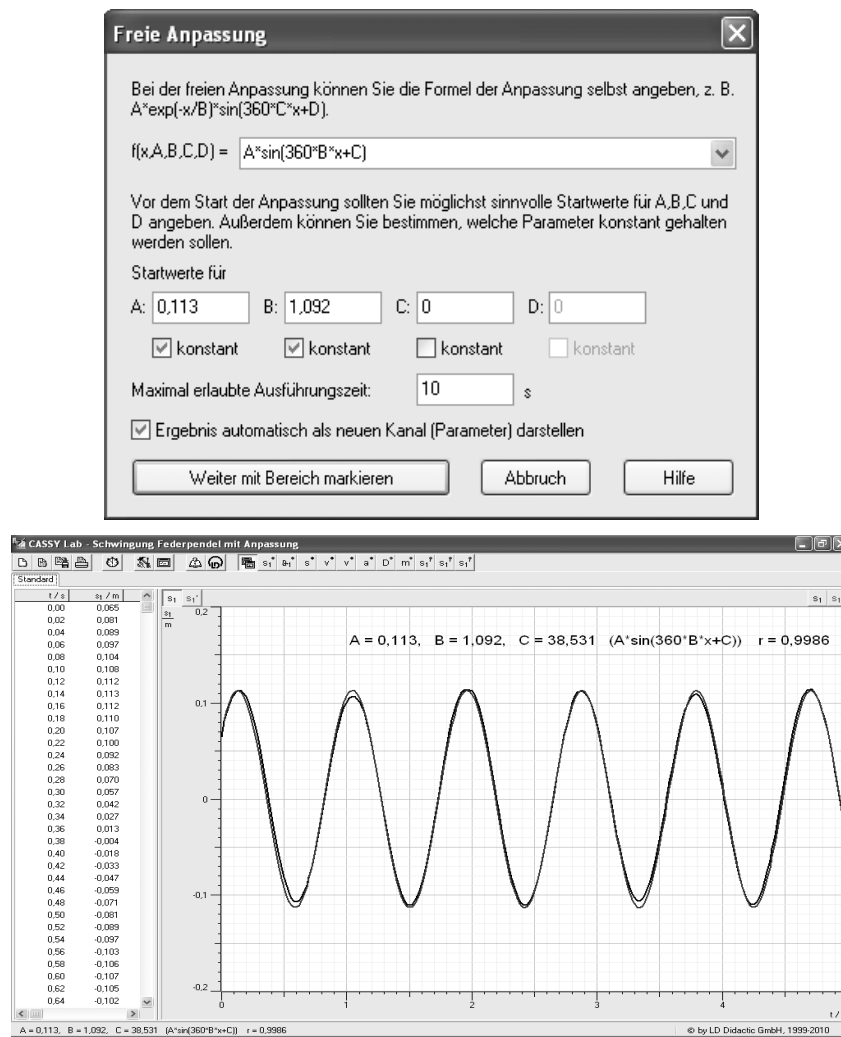 Freie Anpassung
Bei der freien Anpassung können Sie die Formel der Anpassung selbst angeben, z. B.
A*exp(-x/B)*sin(360*C*x+D).
f(x,A,B,C,D) = A*sin(360*B*x+C)
Vor dem Start der Anpassung sollten Sie möglichst sinnvolle Startwerte für A,B,C und
D angeben. Außerdem können Sie bestimmen, welche Parameter konstant gehalten
werden sollen.
Startwerte für
A: 0,113 B: 1,092 C: 0 D: 0
konstant konstant konstant konstant
Maximal erlaubte Ausführungszeit: 10 s
Ergebnis automatisch als neuen Kanal (Parameter) darstellen
Weiter mit Bereich markieren Abbruch Hilfe
CASSY Lab - Schwingung Federpendel mit Anpassung
Standard
t / s s₁ / m
0,00 0,065
0,02 0,081
0,04 0,089
0,06 0,097
0,08 0,104
0,10 0,108
0,12 0,112
0,14 0,113
0,16 0,112
0,18 0,110
0,20 0,107
0,22 0,100
0,24 0,092
0,26 0,083
0,28 0,070
0,30 0,057
0,32 0,042
0,34 0,027
0,36 0,013
0,38 -0,004
0,40 -0,018
0,42 -0,033
0,44 -0,047
0,46 -0,059
0,48 -0,071
0,50 -0,081
0,52 -0,089
0,54 -0,097
0,56 -0,103
0,58 -0,106
0,60 -0,107
0,62 -0,105
0,64 -0,102
s₁ s₁'
s₁
m
0,2
A = 0,113, B = 1,092, C = 38,531 (A*sin(360*B*x+C)) r = 0,9986
0,1
0
-0,1
-0,2
0 1 2 3 4
t /
A = 0,113, B = 1,092, C = 38,531 (A*sin(360*B*x+C)) r = 0,9986
© by LD Didactic GmbH, 1999-2010